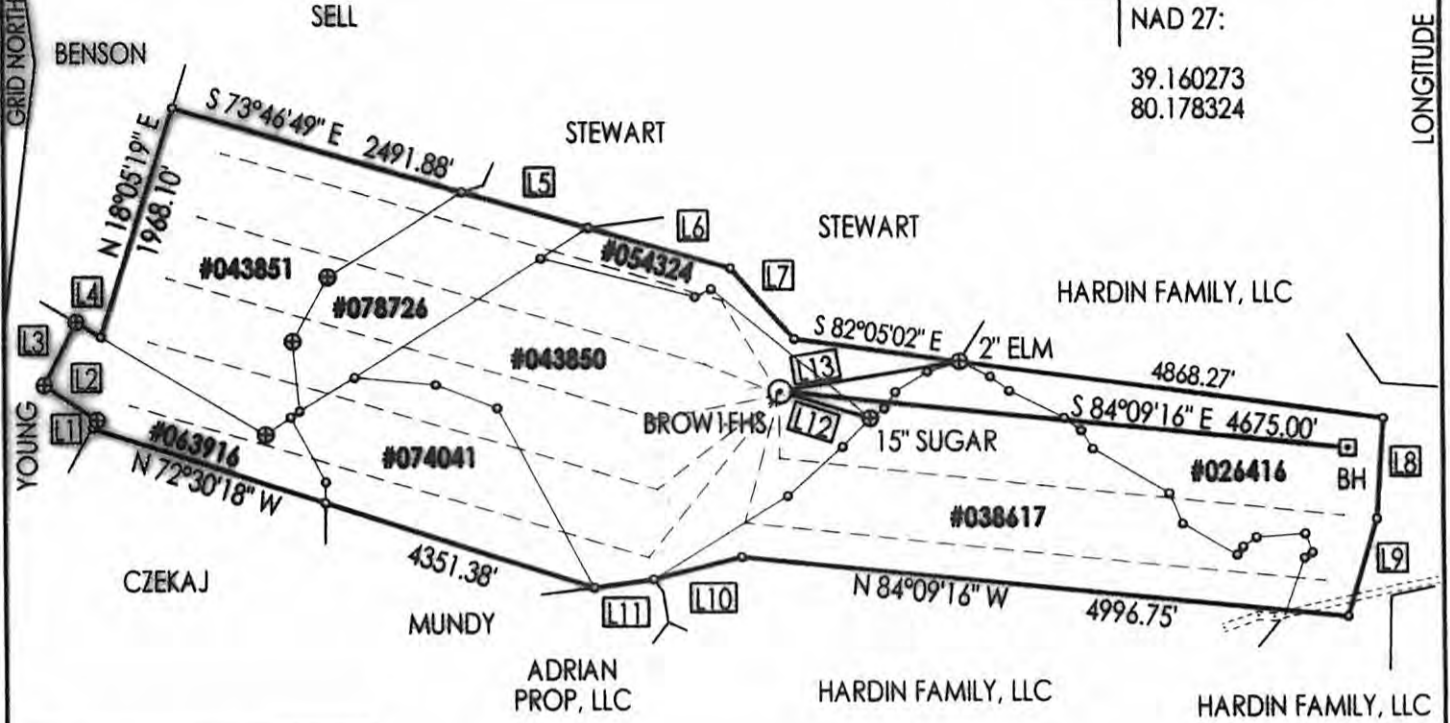 GRID NORTH
SELL
BENSON
NAD 27:
39.160273
80.178324
LONGITUDE
S 73°46'49" E 2491.88'
STEWART
N 18°05'19" E
1968.10'
L5
L6
STEWART
#054324
L7
#043851
HARDIN FAMILY, LLC
L4
#078726
S 82°05'02" E
2" ELM
L3
#043850
L13
4868.27'
L2
BROW1FHS
L12
S 84°09'16" E 4675.00'
L1
YOUNG
#063916
#074041
15" SUGAR
#026416
BH
L8
N 72°30'18" W
#038617
L9
CZEKAJ
4351.38'
L11
L10
N 84°09'16" W
4996.75'
MUNDY
ADRIAN
PROP, LLC
HARDIN FAMILY, LLC
HARDIN FAMILY, LLC